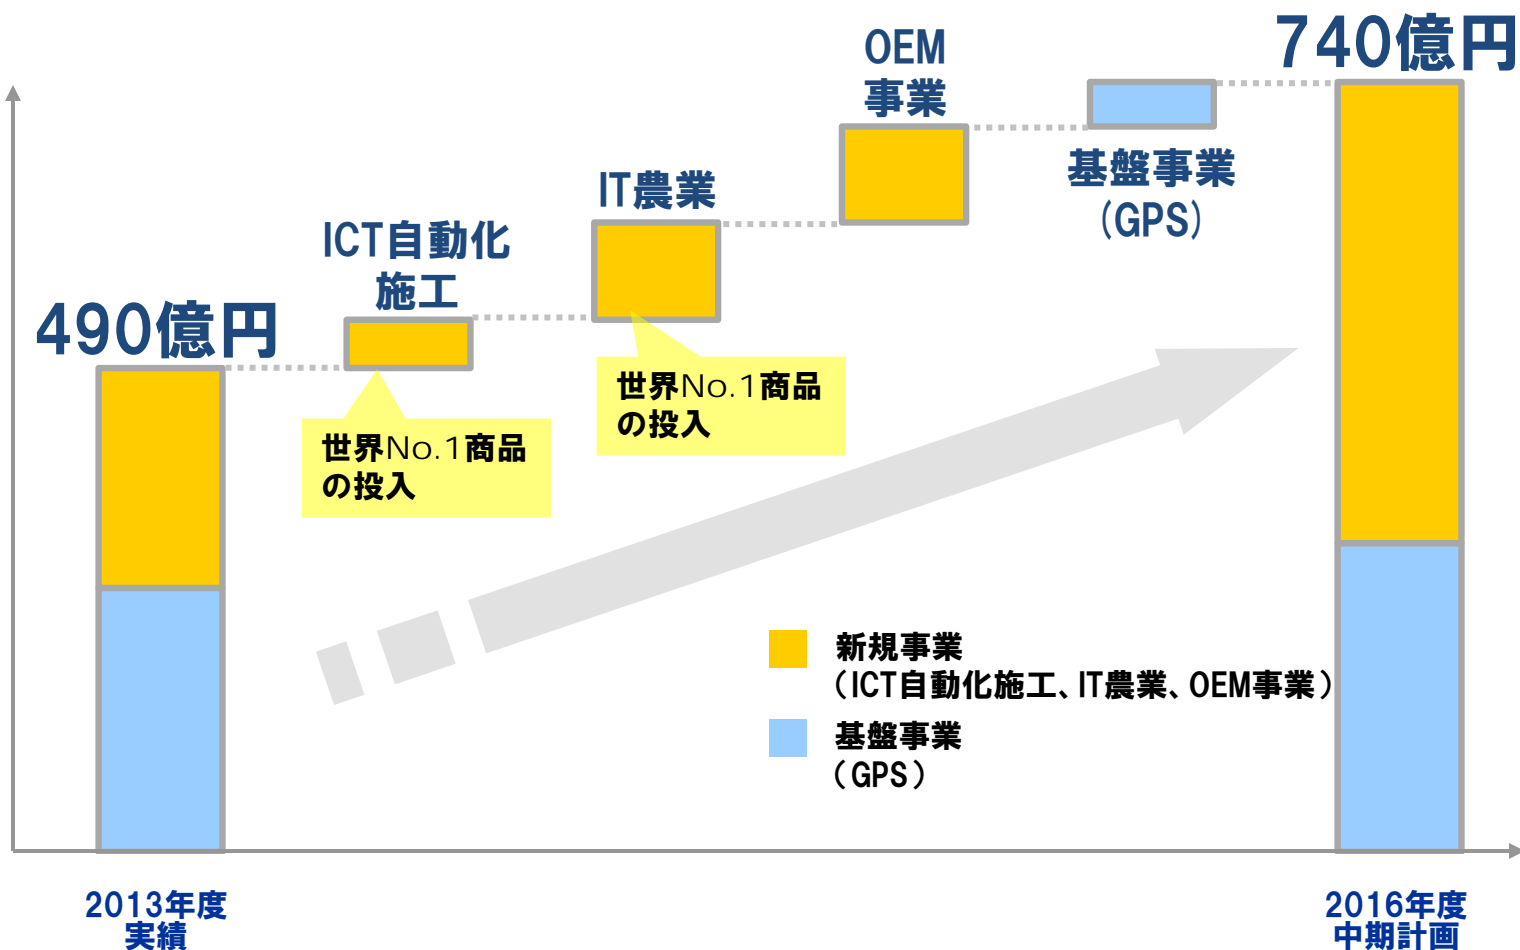 740億円
OEM
事業
基盤事業
(GPS)
IT農業
ICT自動化
施工
490億円
世界No.1商品
の投入
世界No.1商品
の投入
新規事業
(ICT自動化施工、IT農業、OEM事業)
基盤事業
(GPS)
2013年度
実績
2016年度
中期計画